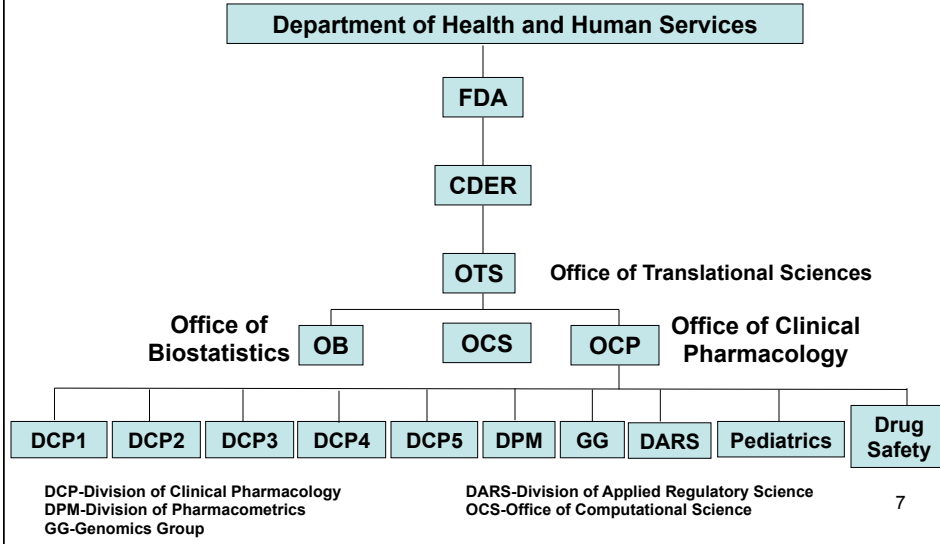 Department of Health and Human Services
FDA
CDER
OTS
Office of Translational Sciences
Office of
Biostatistics
OB
OCS
OCP
Office of Clinical
Pharmacology
DCP1
DCP2
DCP3
DCP4
DCP5
DPM
GG
DARS
Pediatrics
Drug
Safety
DCP-Division of Clinical Pharmacology
DPM-Division of Pharmacometrics
GG-Genomics Group
DARS-Division of Applied Regulatory Science
OCS-Office of Computational Science
7